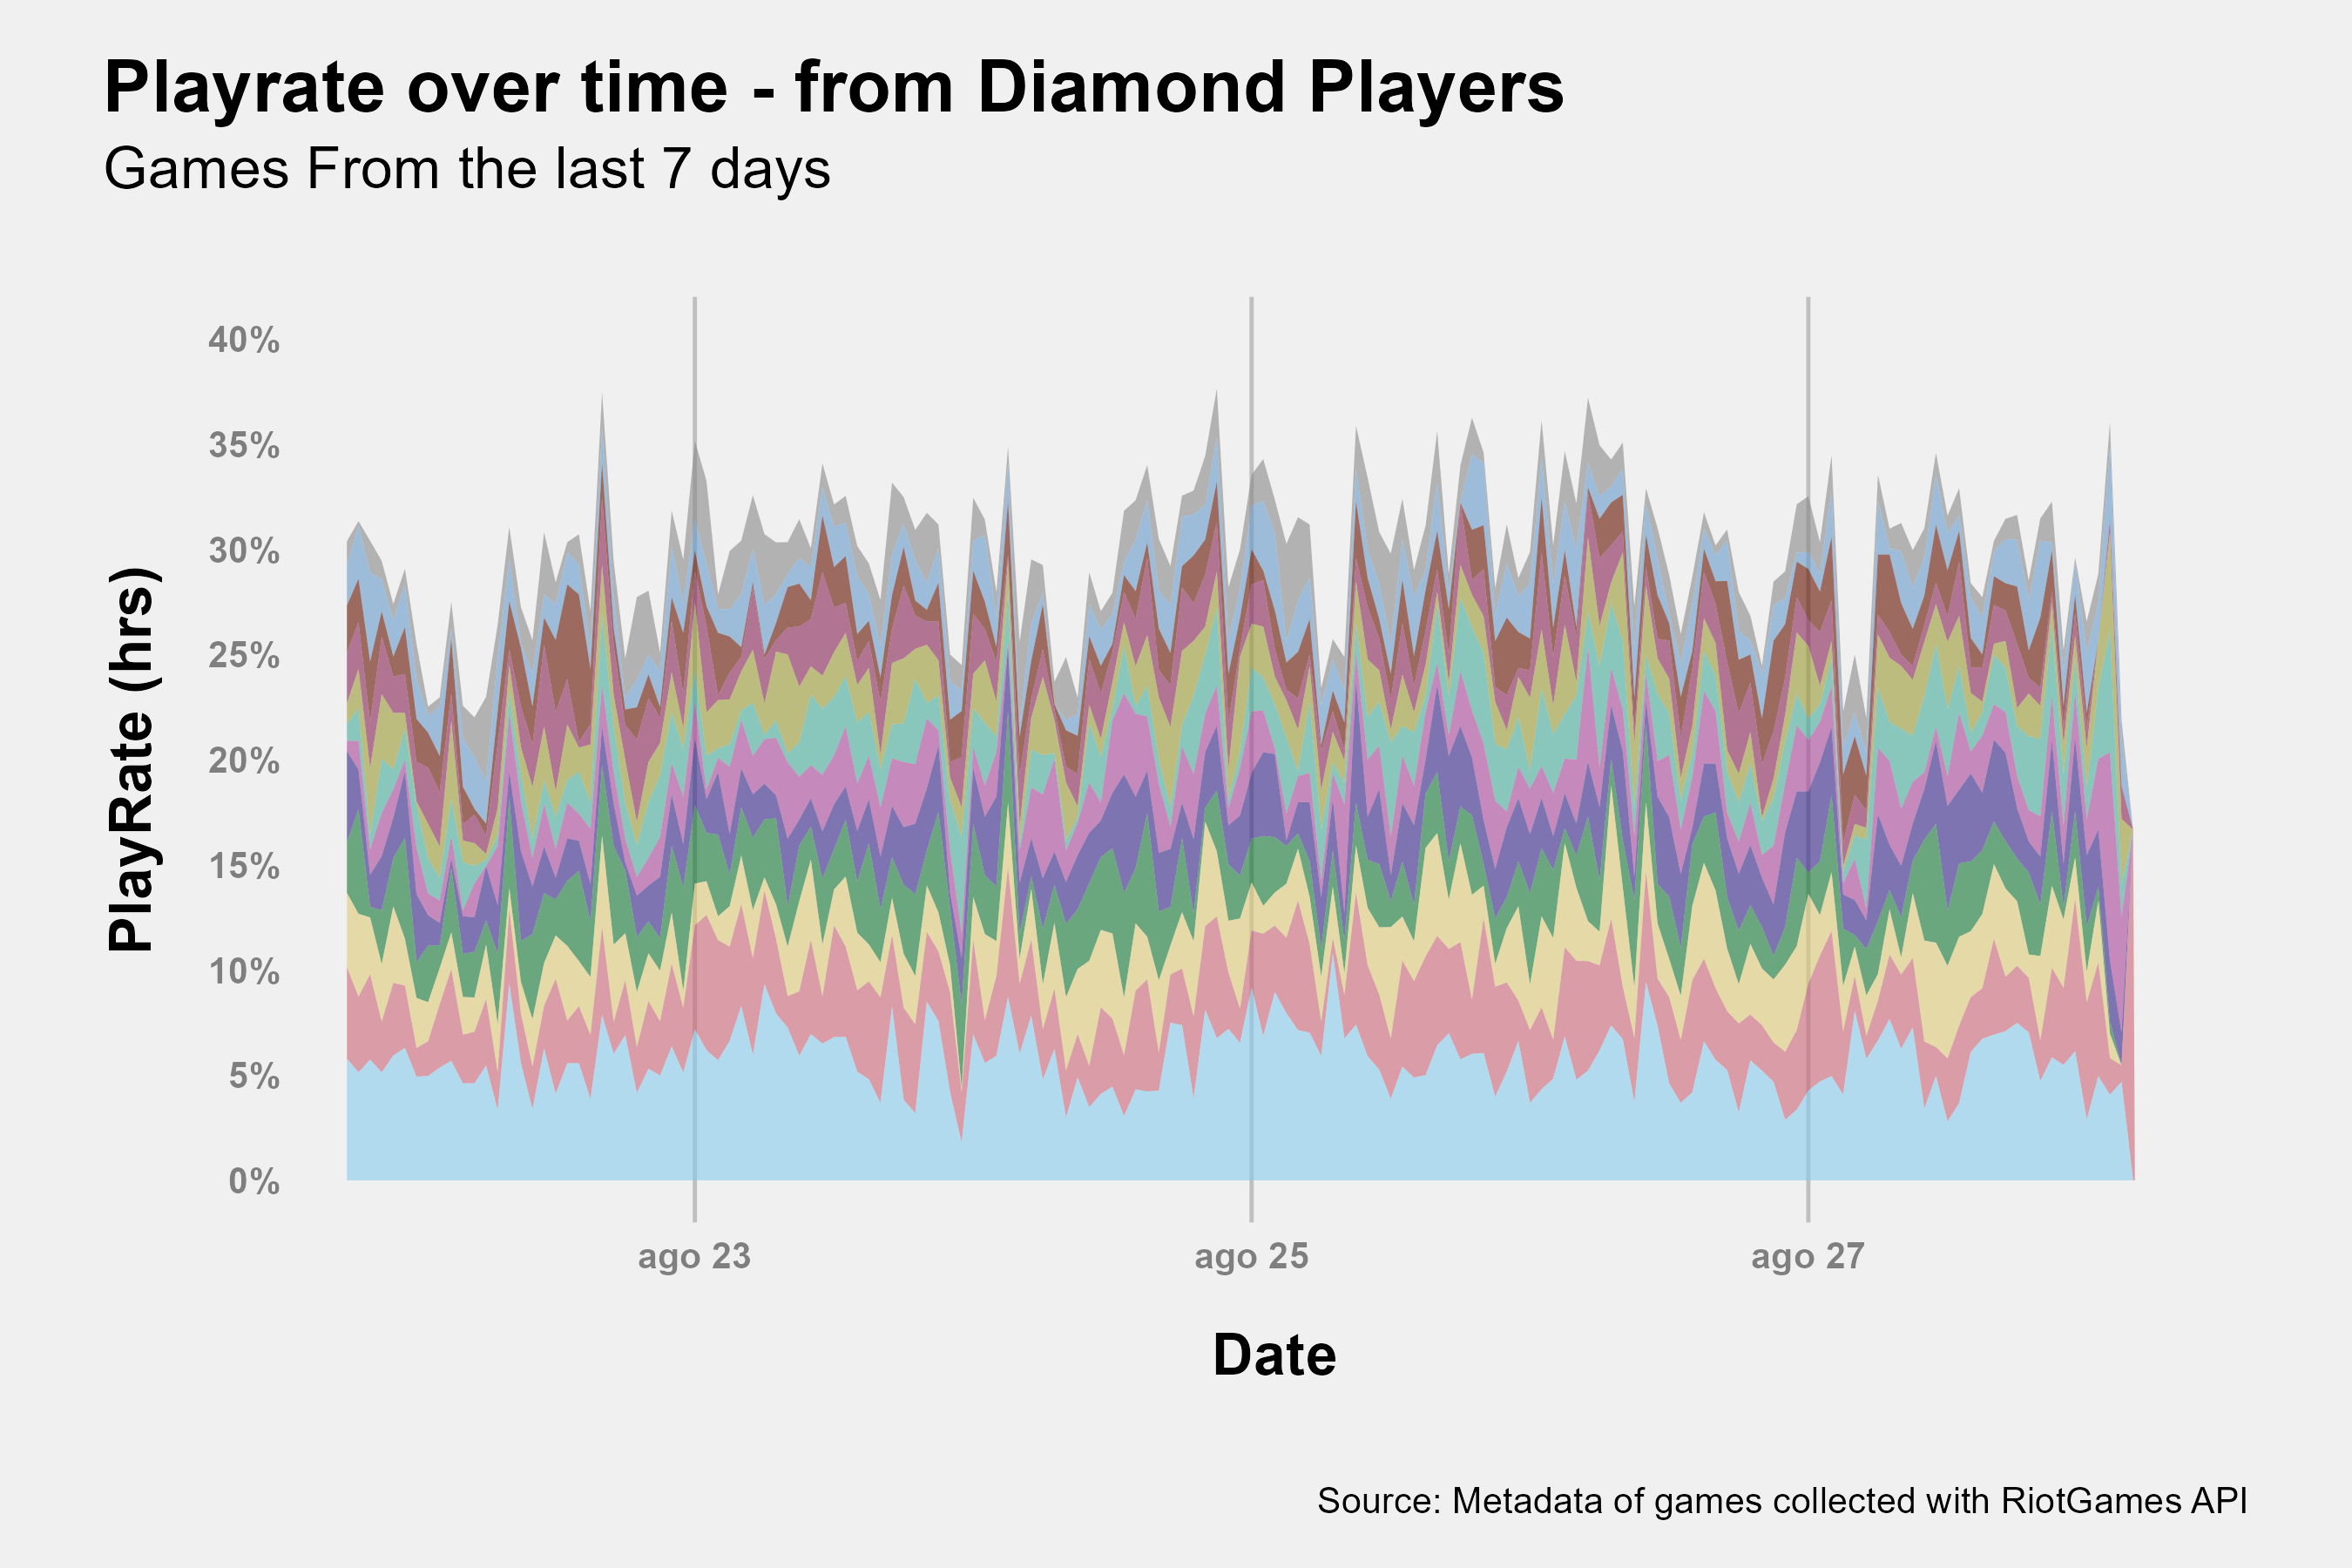 Playrate over time - from Diamond Players
Games From the last 7 days
PlayRate (hrs)
40%
35%
30%
25%
20%
15%
10%
5%
0%
ago 23
ago 25
ago 27
Date
Source: Metadata of games collected with RiotGames API